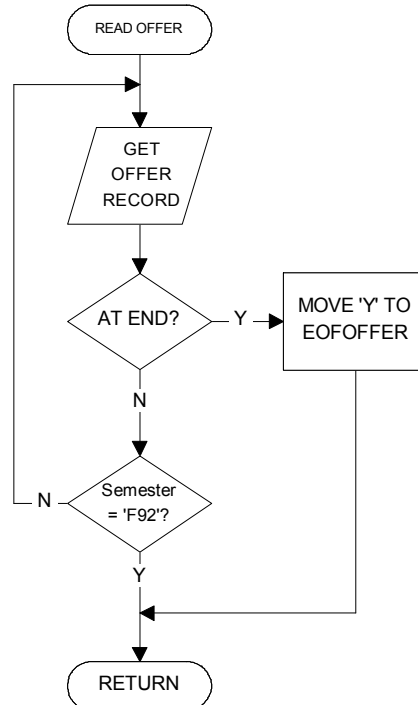 READ OFFER
GET
OFFER
RECORD
AT END?
Y
MOVE 'Y' TO
EOFOFFER
N
Semester
= 'F92'?
N
Y
RETURN